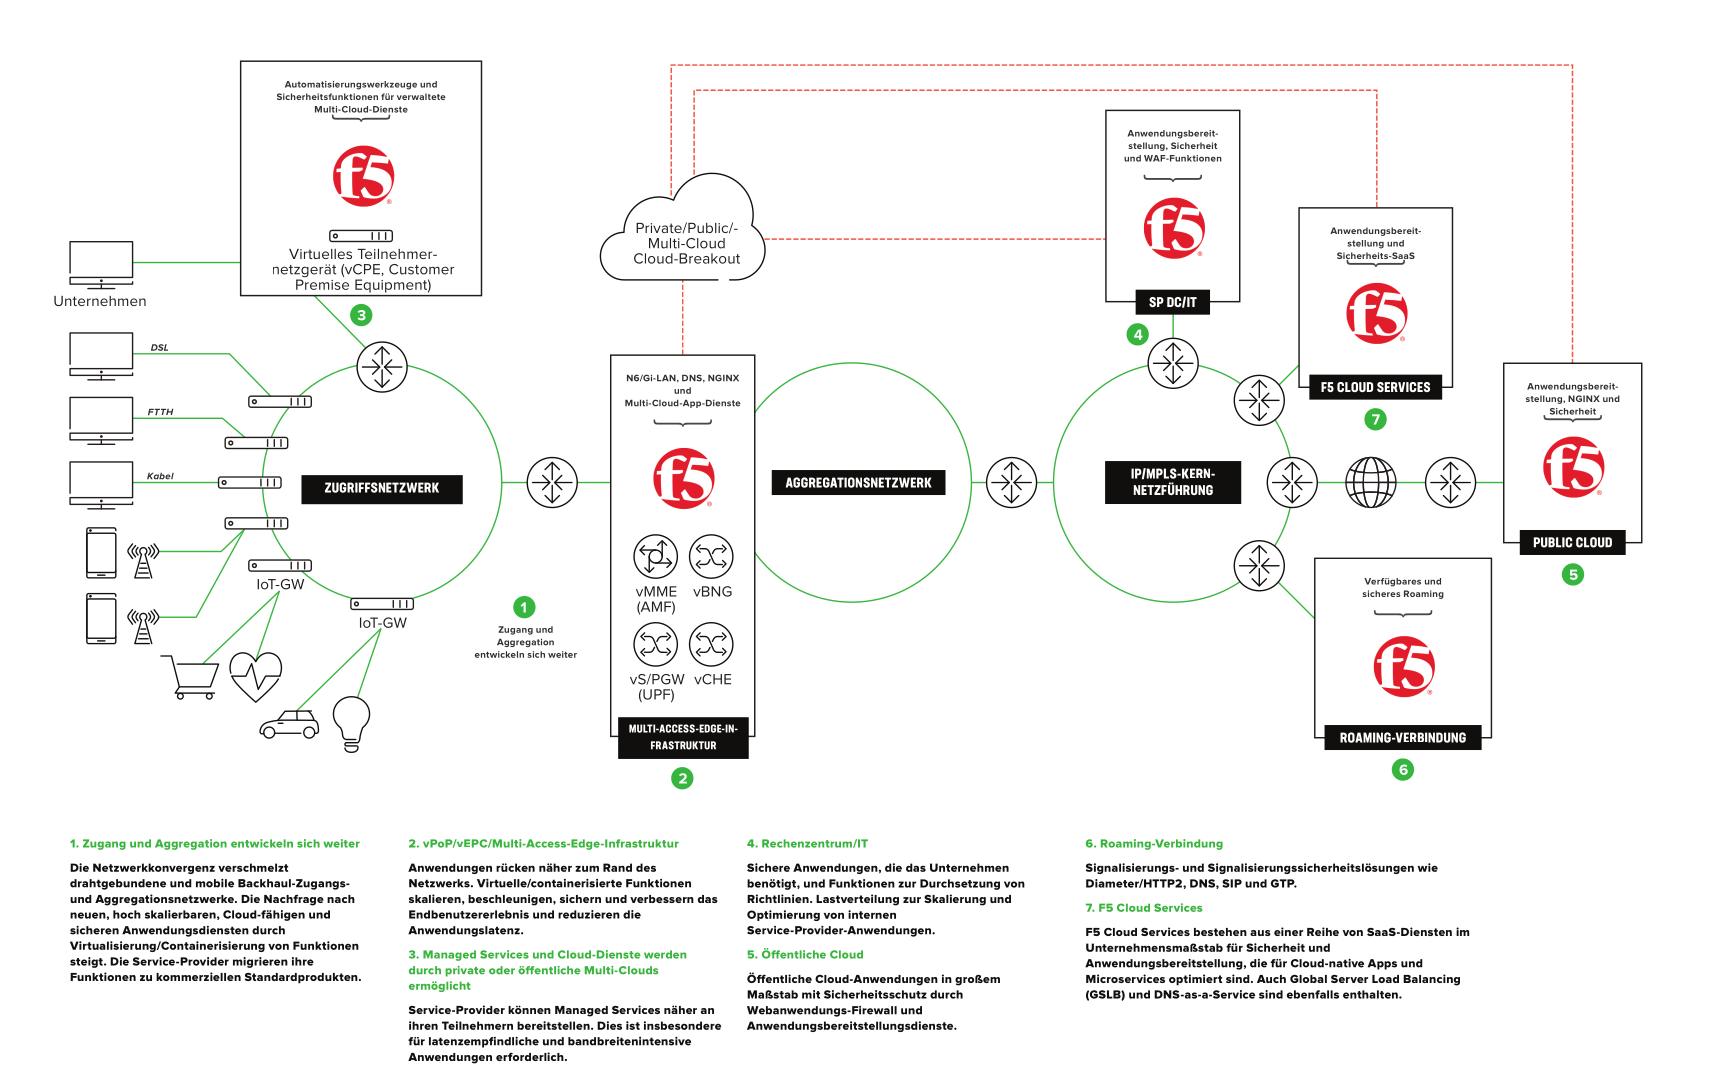 Automatisierungswerkzeuge und
Sicherheitsfunktionen für verwaltete
Multi-Cloud-Dienste
f5
Virtuelles Teilnehmer-
netzgerät (vCPE, Customer
Premise Equipment)
3
Unternehmen
DSL
FTTH
Kabel
IoT-GW
IoT-GW
ZUGRIFFSNETZWERK
1
Zugang und
Aggregation
entwickeln sich weiter
Private/Public/-
Multi-Cloud
Cloud-Breakout
N6/Gi-LAN, DNS, NGINX
und
Multi-Cloud-App-Dienste
f5
vMME
(AMF)
vBNG
vS/PGW
(UPF)
vCHE
MULTI-ACCESS-EDGE-IN-
FRASTRUKTUR
2
AGGREGATIONSNETZWERK
Anwendungsbereit-
stellung, Sicherheit
und WAF-Funktionen
f5
SP DC/IT
4
IP/MPLS-KERN-
NETZFÜHRUNG
Anwendungsbereit-
stellung und
Sicherheits-SaaS
f5
F5 CLOUD SERVICES
7
Anwendungsbereit-
stellung, NGINX und
Sicherheit
f5
PUBLIC CLOUD
5
Verfügbares und
sicheres Roaming
f5
ROAMING-VERBINDUNG
6
1. Zugang und Aggregation entwickeln sich weiter
Die Netzwerkkonvergenz verschmelzt
drahtgebundene und mobile Backhaul-Zugangs-
und Aggregationsnetzwerke. Die Nachfrage nach
neuen, hoch skalierbaren, Cloud-fähigen und
sicheren Anwendungsdiensten durch
Virtualisierung/Containerisierung von Funktionen
steigt. Die Service-Provider migrieren ihre
Funktionen zu kommerziellen Standardprodukten.
2. vPoP/vEPC/Multi-Access-Edge-Infrastruktur
Anwendungen rücken näher zum Rand des
Netzwerks. Virtuelle/containerisierte Funktionen
skalieren, beschleunigen, sichern und verbessern das
Endbenutzererlebnis und reduzieren die
Anwendungslatenz.
3. Managed Services und Cloud-Dienste werden
durch private oder öffentliche Multi-Clouds
ermöglicht
Service-Provider können Managed Services näher an
ihren Teilnehmern bereitstellen. Dies ist insbesondere
für latenzempfindliche und bandbreitenintensive
Anwendungen erforderlich.
4. Rechenzentrum/IT
Sichere Anwendungen, die das Unternehmen
benötigt, und Funktionen zur Durchsetzung von
Richtlinien. Lastverteilung zur Skalierung und
Optimierung von internen
Service-Provider-Anwendungen.
5. Öffentliche Cloud
Öffentliche Cloud-Anwendungen in großem
Maßstab mit Sicherheitsschutz durch
Webanwendungs-Firewall und
Anwendungsbereitstellungsdienste.
6. Roaming-Verbindung
Signalisierungs- und Signalisierungssicherheitslösungen wie
Diameter/HTTP2, DNS, SIP und GTP.
7. F5 Cloud Services
F5 Cloud Services bestehen aus einer Reihe von SaaS-Diensten im
Unternehmensmaßstab für Sicherheit und
Anwendungsbereitstellung, die für Cloud-native Apps und
Microservices optimiert sind. Auch Global Server Load Balancing
(GSLB) und DNS-as-a-Service sind ebenfalls enthalten.